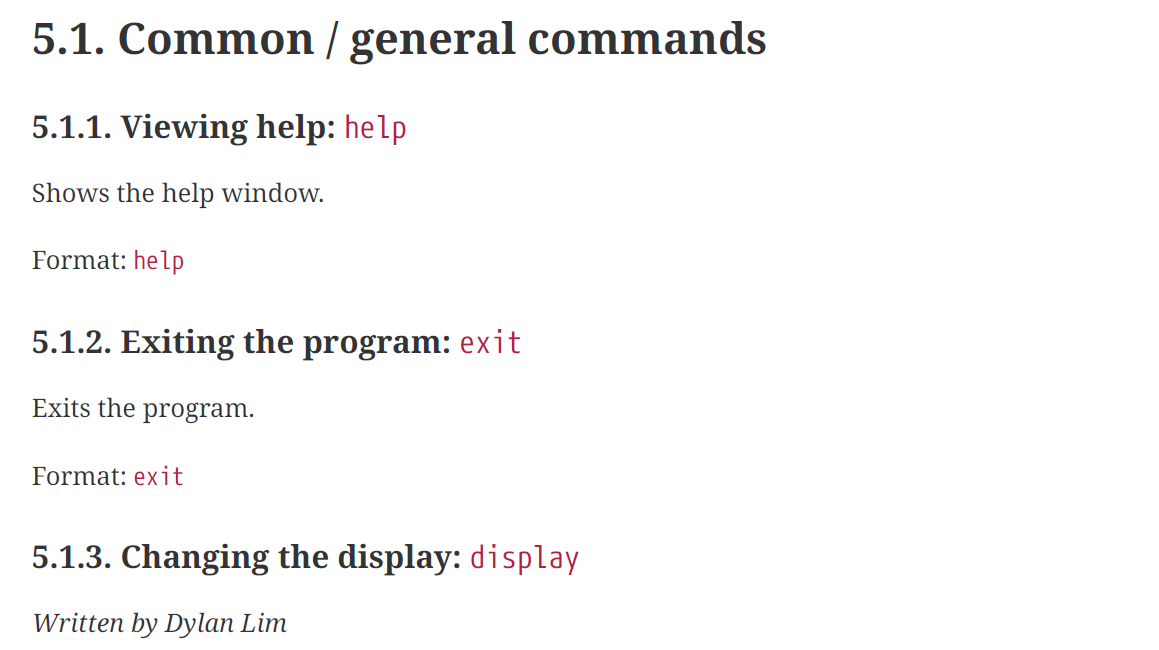 5.1. Common / general commands
5.1.1. Viewing help: help
Shows the help window.
Format: help
5.1.2. Exiting the program: exit
Exits the program.
Format: exit
5.1.3. Changing the display: display
Written by Dylan Lim